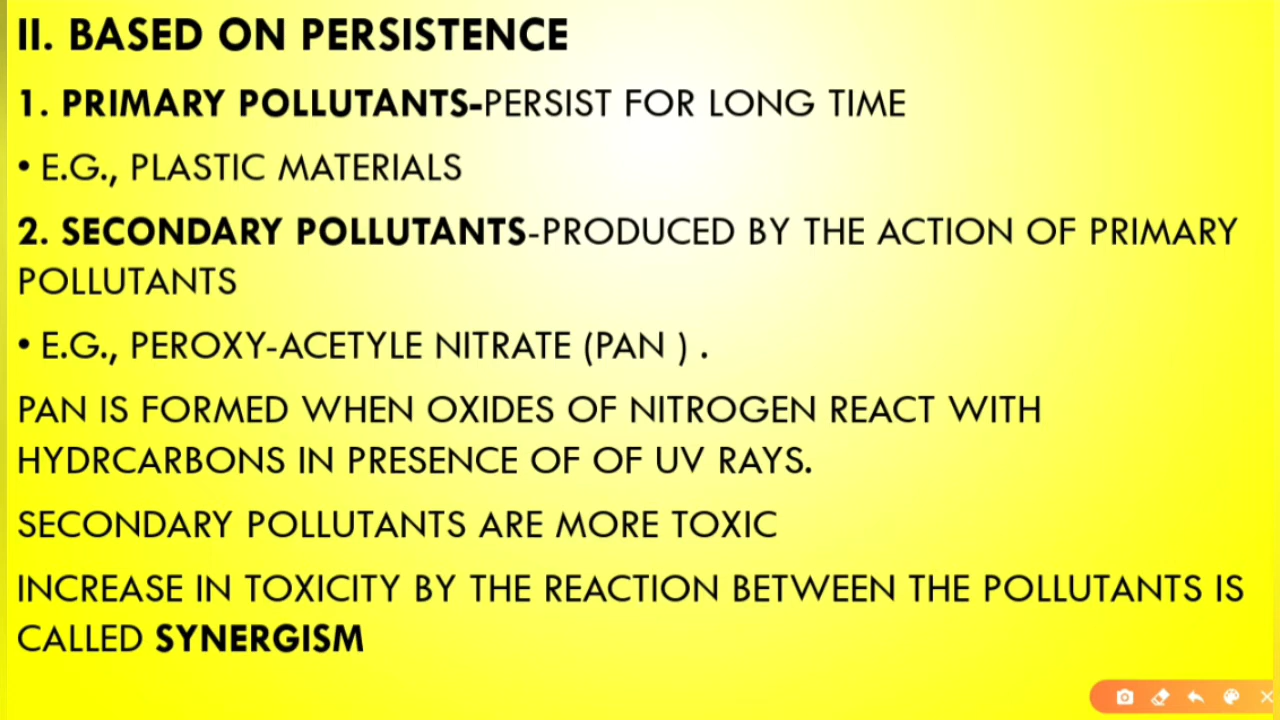 II. BASED ON PERSISTENCE
1. PRIMARY POLLUTANTS-PERSIST FOR LONG TIME
• E.G., PLASTIC MATERIALS
2. SECONDARY POLLUTANTS-PRODUCED BY THE ACTION OF PRIMARY
POLLUTANTS
• E.G., PEROXY-ACETYLE NITRATE (PAN ) .
PAN IS FORMED WHEN OXIDES OF NITROGEN REACT WITH
HYDRCARBONS IN PRESENCE OF OF UV RAYS.
SECONDARY POLLUTANTS ARE MORE TOXIC
INCREASE IN TOXICITY BY THE REACTION BETWEEN THE POLLUTANTS IS
CALLED SYNERGISM